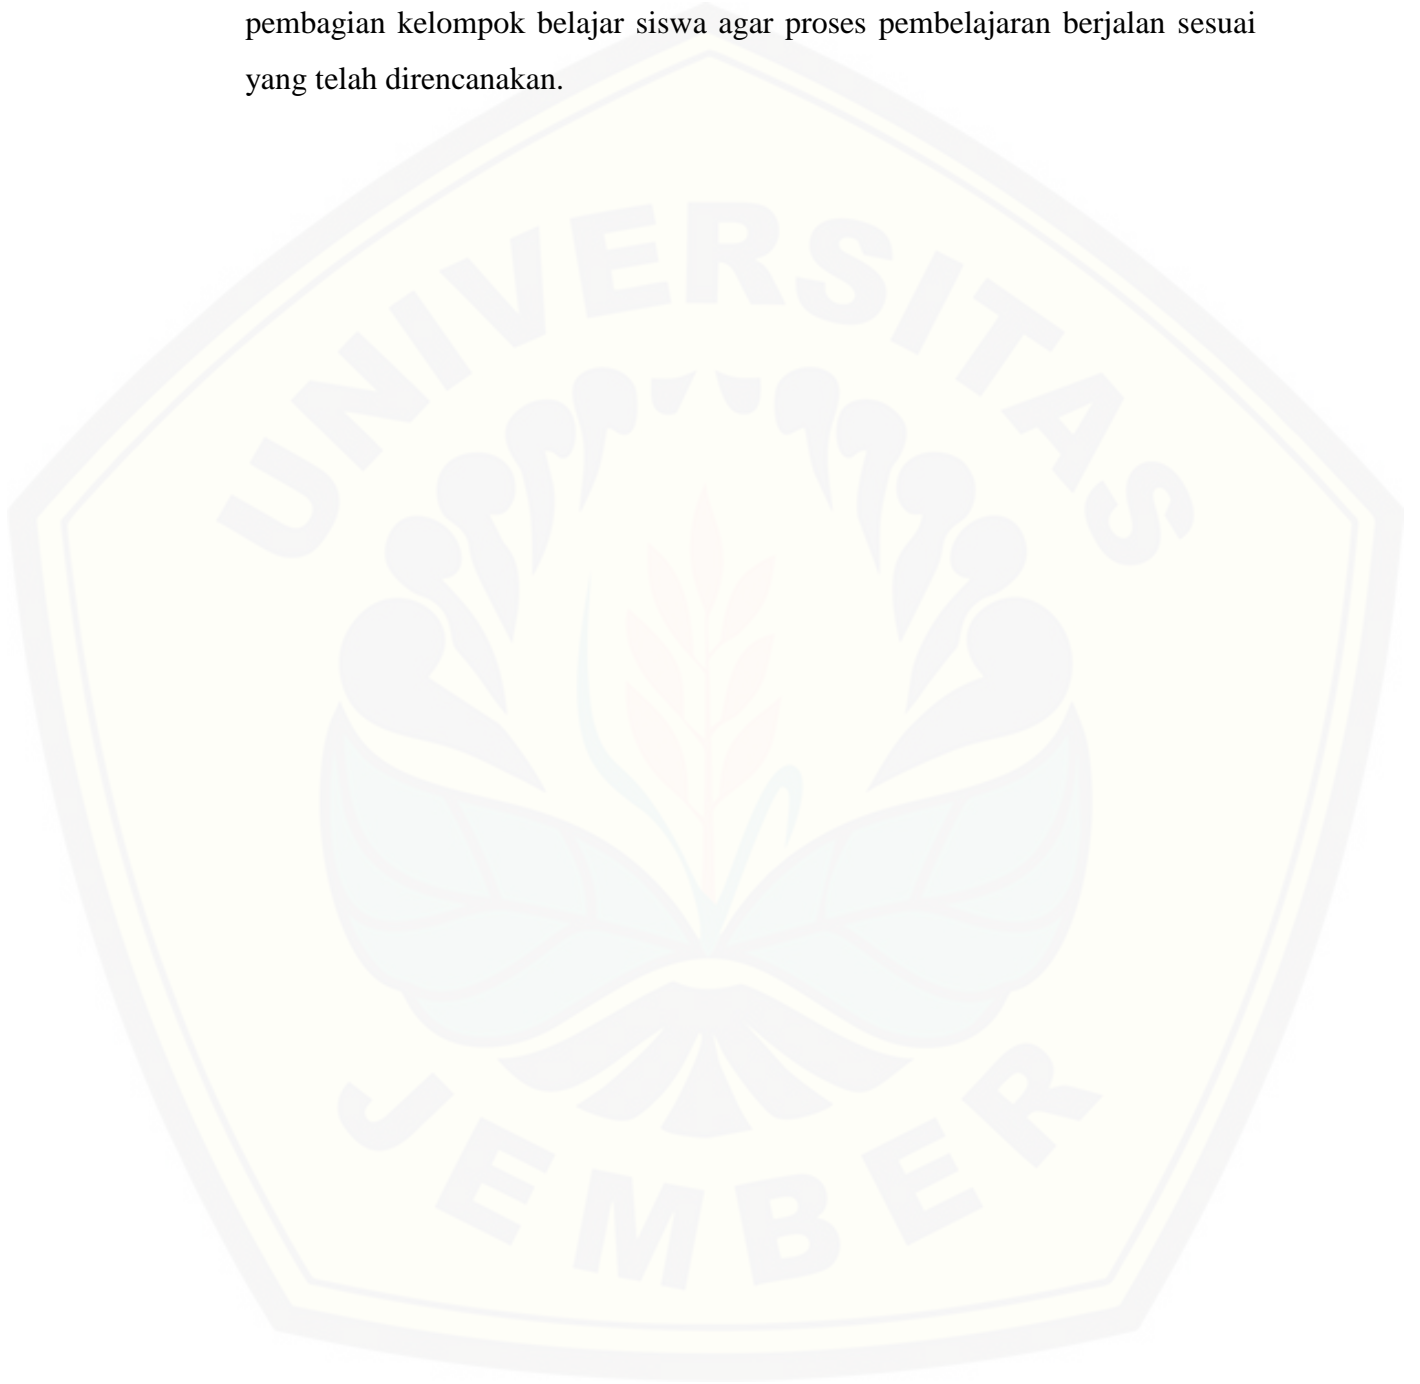 pembagian kelompok belajar siswa agar proses pembelajaran berjalan sesuai
yang telah direncanakan.
UNIVERSITAS
JEMBER